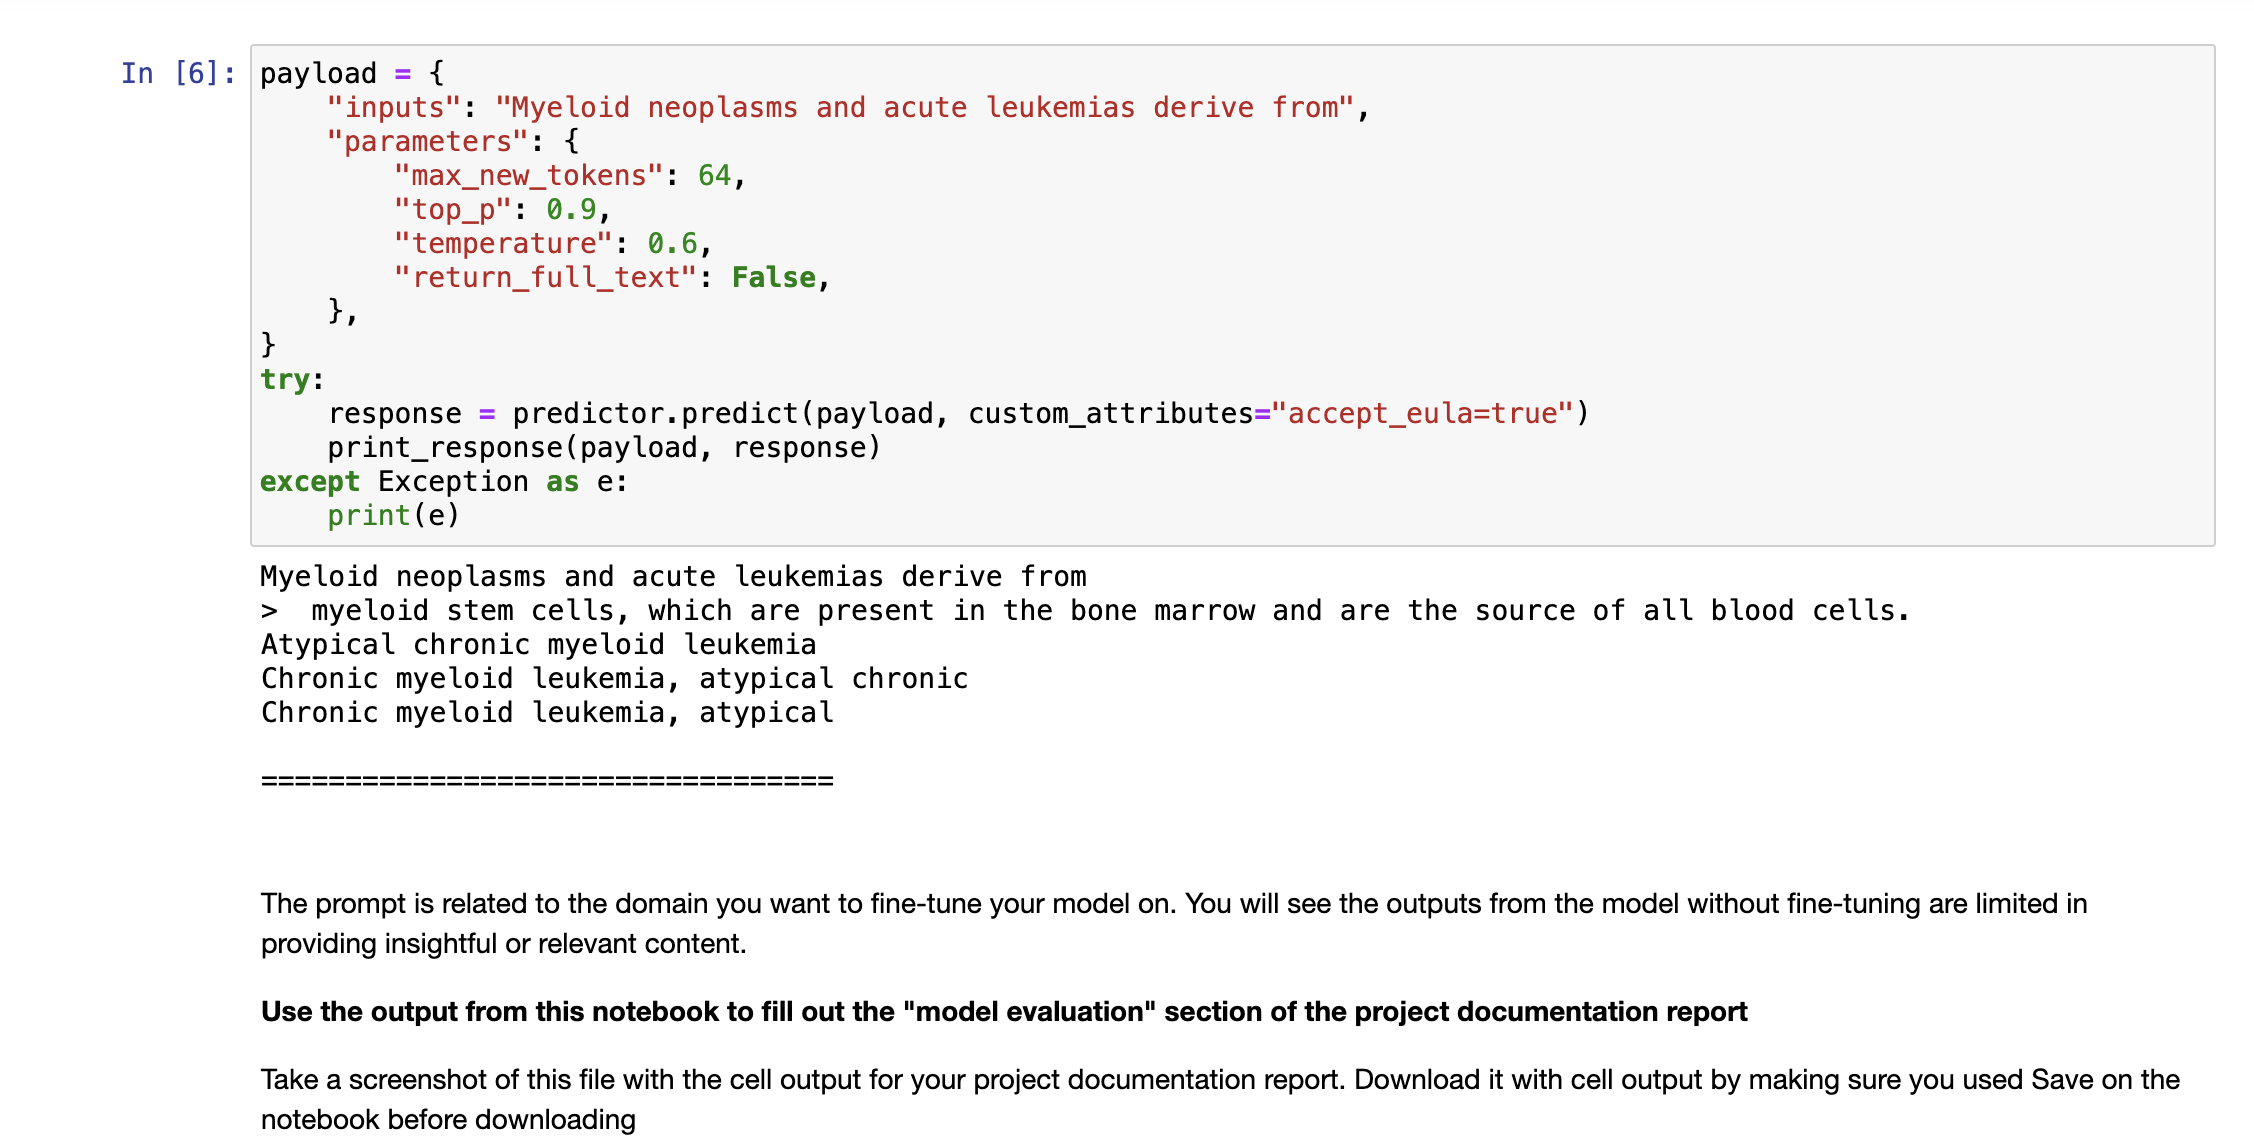 In [6]: payload = {
    "inputs": "Myeloid neoplasms and acute leukemias derive from",
    "parameters": {
        "max_new_tokens": 64,
        "top_p": 0.9,
        "temperature": 0.6,
        "return_full_text": False,
    },
}
try:
    response = predictor.predict(payload, custom_attributes="accept_eula=true")
    print_response(payload, response)
except Exception as e:
    print(e)
Myeloid neoplasms and acute leukemias derive from
>  myeloid stem cells, which are present in the bone marrow and are the source of all blood cells.
Atypical chronic myeloid leukemia
Chronic myeloid leukemia, atypical chronic
Chronic myeloid leukemia, atypical
==================================
The prompt is related to the domain you want to fine-tune your model on. You will see the outputs from the model without fine-tuning are limited in
providing insightful or relevant content.
Use the output from this notebook to fill out the "model evaluation" section of the project documentation report
Take a screenshot of this file with the cell output for your project documentation report. Download it with cell output by making sure you used Save on the
notebook before downloading